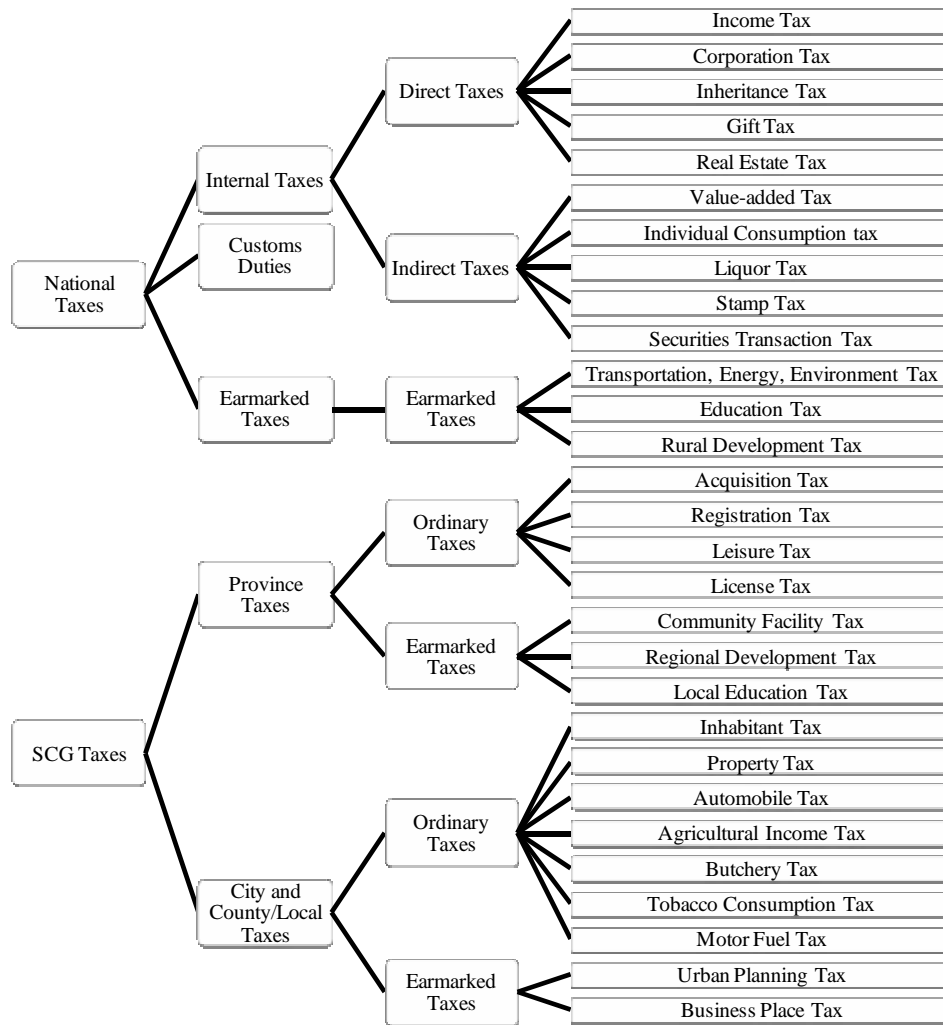 National
Taxes
Internal Taxes
Direct Taxes
Income Tax
Corporation Tax
Inheritance Tax
Gift Tax
Real Estate Tax
Indirect Taxes
Value-added Tax
Individual Consumption tax
Liquor Tax
Stamp Tax
Securities Transaction Tax
Customs
Duties
Earmarked
Taxes
Earmarked
Taxes
Transportation, Energy, Environment Tax
Education Tax
Rural Development Tax
SCG Taxes
Province
Taxes
Ordinary
Taxes
Acquisition Tax
Registration Tax
Leisure Tax
License Tax
Earmarked
Taxes
Community Facility Tax
Regional Development Tax
Local Education Tax
City and
County/Local
Taxes
Ordinary
Taxes
Inhabitant Tax
Property Tax
Automobile Tax
Agricultural Income Tax
Butchery Tax
Tobacco Consumption Tax
Motor Fuel Tax
Earmarked
Taxes
Urban Planning Tax
Business Place Tax